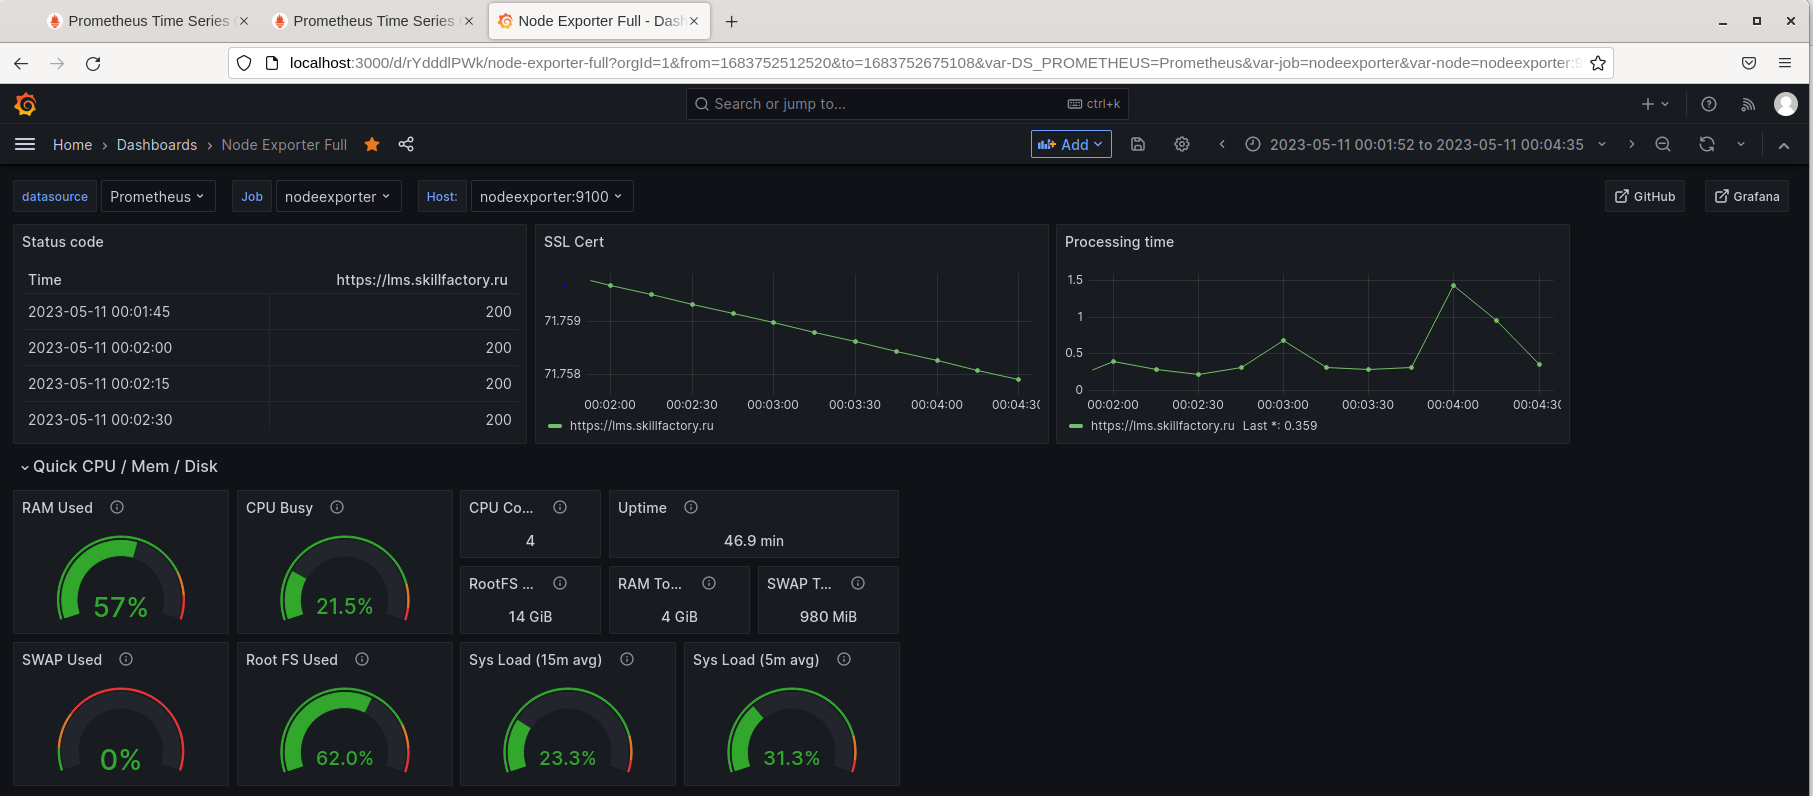 Prometheus Time Series
Prometheus Time Series
Node Exporter Full - Das
localhost:3000/d/rYdddlPWk/node-exporter-full?orgId=1&from=1683752512520&to=1683752675108&var-DS_PROMETHEUS=Prometheus&var-job=nodeexporter&var-node=nodeexporter:9
Search or jump to... ctrl+k
Home › Dashboards › Node Exporter Full
Add
2023-05-11 00:01:52 to 2023-05-11 00:04:35
datasource Prometheus Job nodeexporter Host: nodeexporter:9100
GitHub Grafana
Status code
Time https://lms.skillfactory.ru
2023-05-11 00:01:45 200
2023-05-11 00:02:00 200
2023-05-11 00:02:15 200
2023-05-11 00:02:30 200
SSL Cert
71.759
71.758
00:02:00 00:02:30 00:03:00 00:03:30 00:04:00 00:04:30
https://lms.skillfactory.ru
Processing time
1.5
1
0.5
0
00:02:00 00:02:30 00:03:00 00:03:30 00:04:00 00:04:30
https://lms.skillfactory.ru Last *: 0.359
Quick CPU / Mem / Disk
RAM Used
57%
CPU Busy
21.5%
CPU Co...
4
Uptime
46.9 min
RootFS ...
14 GiB
RAM To...
4 GiB
SWAP T...
980 MiB
SWAP Used
0%
Root FS Used
62.0%
Sys Load (15m avg)
23.3%
Sys Load (5m avg)
31.3%